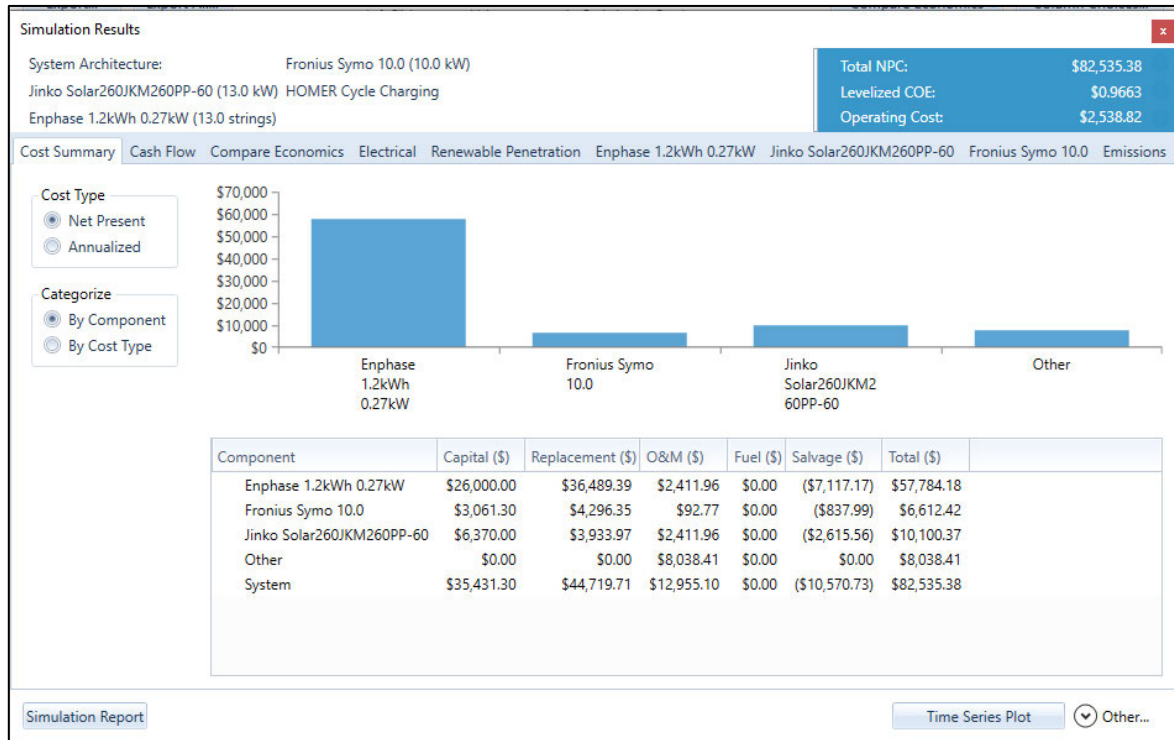 Simulation Results
x
System Architecture: Fronius Symo 10.0 (10.0 kW)
Jinko Solar260JKM260PP-60 (13.0 kW) HOMER Cycle Charging
Enphase 1.2kWh 0.27kW (13.0 strings)
Total NPC: $82,535.38
Levelized COE: $0.9663
Operating Cost: $2,538.82
Cost Summary Cash Flow Compare Economics Electrical Renewable Penetration Enphase 1.2kWh 0.27kW Jinko Solar260JKM260PP-60 Fronius Symo 10.0 Emissions
Cost Type
Net Present
Annualized
Categorize
By Component
By Cost Type
$70,000
$60,000
$50,000
$40,000
$30,000
$20,000
$10,000
$0
Enphase
1.2kWh
0.27kW
Fronius Symo
10.0
Jinko
Solar260JKM2
60PP-60
Other
Component Capital ($) Replacement ($) O&M ($) Fuel ($) Salvage ($) Total ($)
Enphase 1.2kWh 0.27kW $26,000.00 $36,489.39 $2,411.96 $0.00 ($7,117.17) $57,784.18
Fronius Symo 10.0 $3,061.30 $4,296.35 $92.77 $0.00 ($837.99) $6,612.42
Jinko Solar260JKM260PP-60 $6,370.00 $3,933.97 $2,411.96 $0.00 ($2,615.56) $10,100.37
Other $0.00 $0.00 $8,038.41 $0.00 $0.00 $8,038.41
System $35,431.30 $44,719.71 $12,955.10 $0.00 ($10,570.73) $82,535.38
Simulation Report
Time Series Plot
Other...